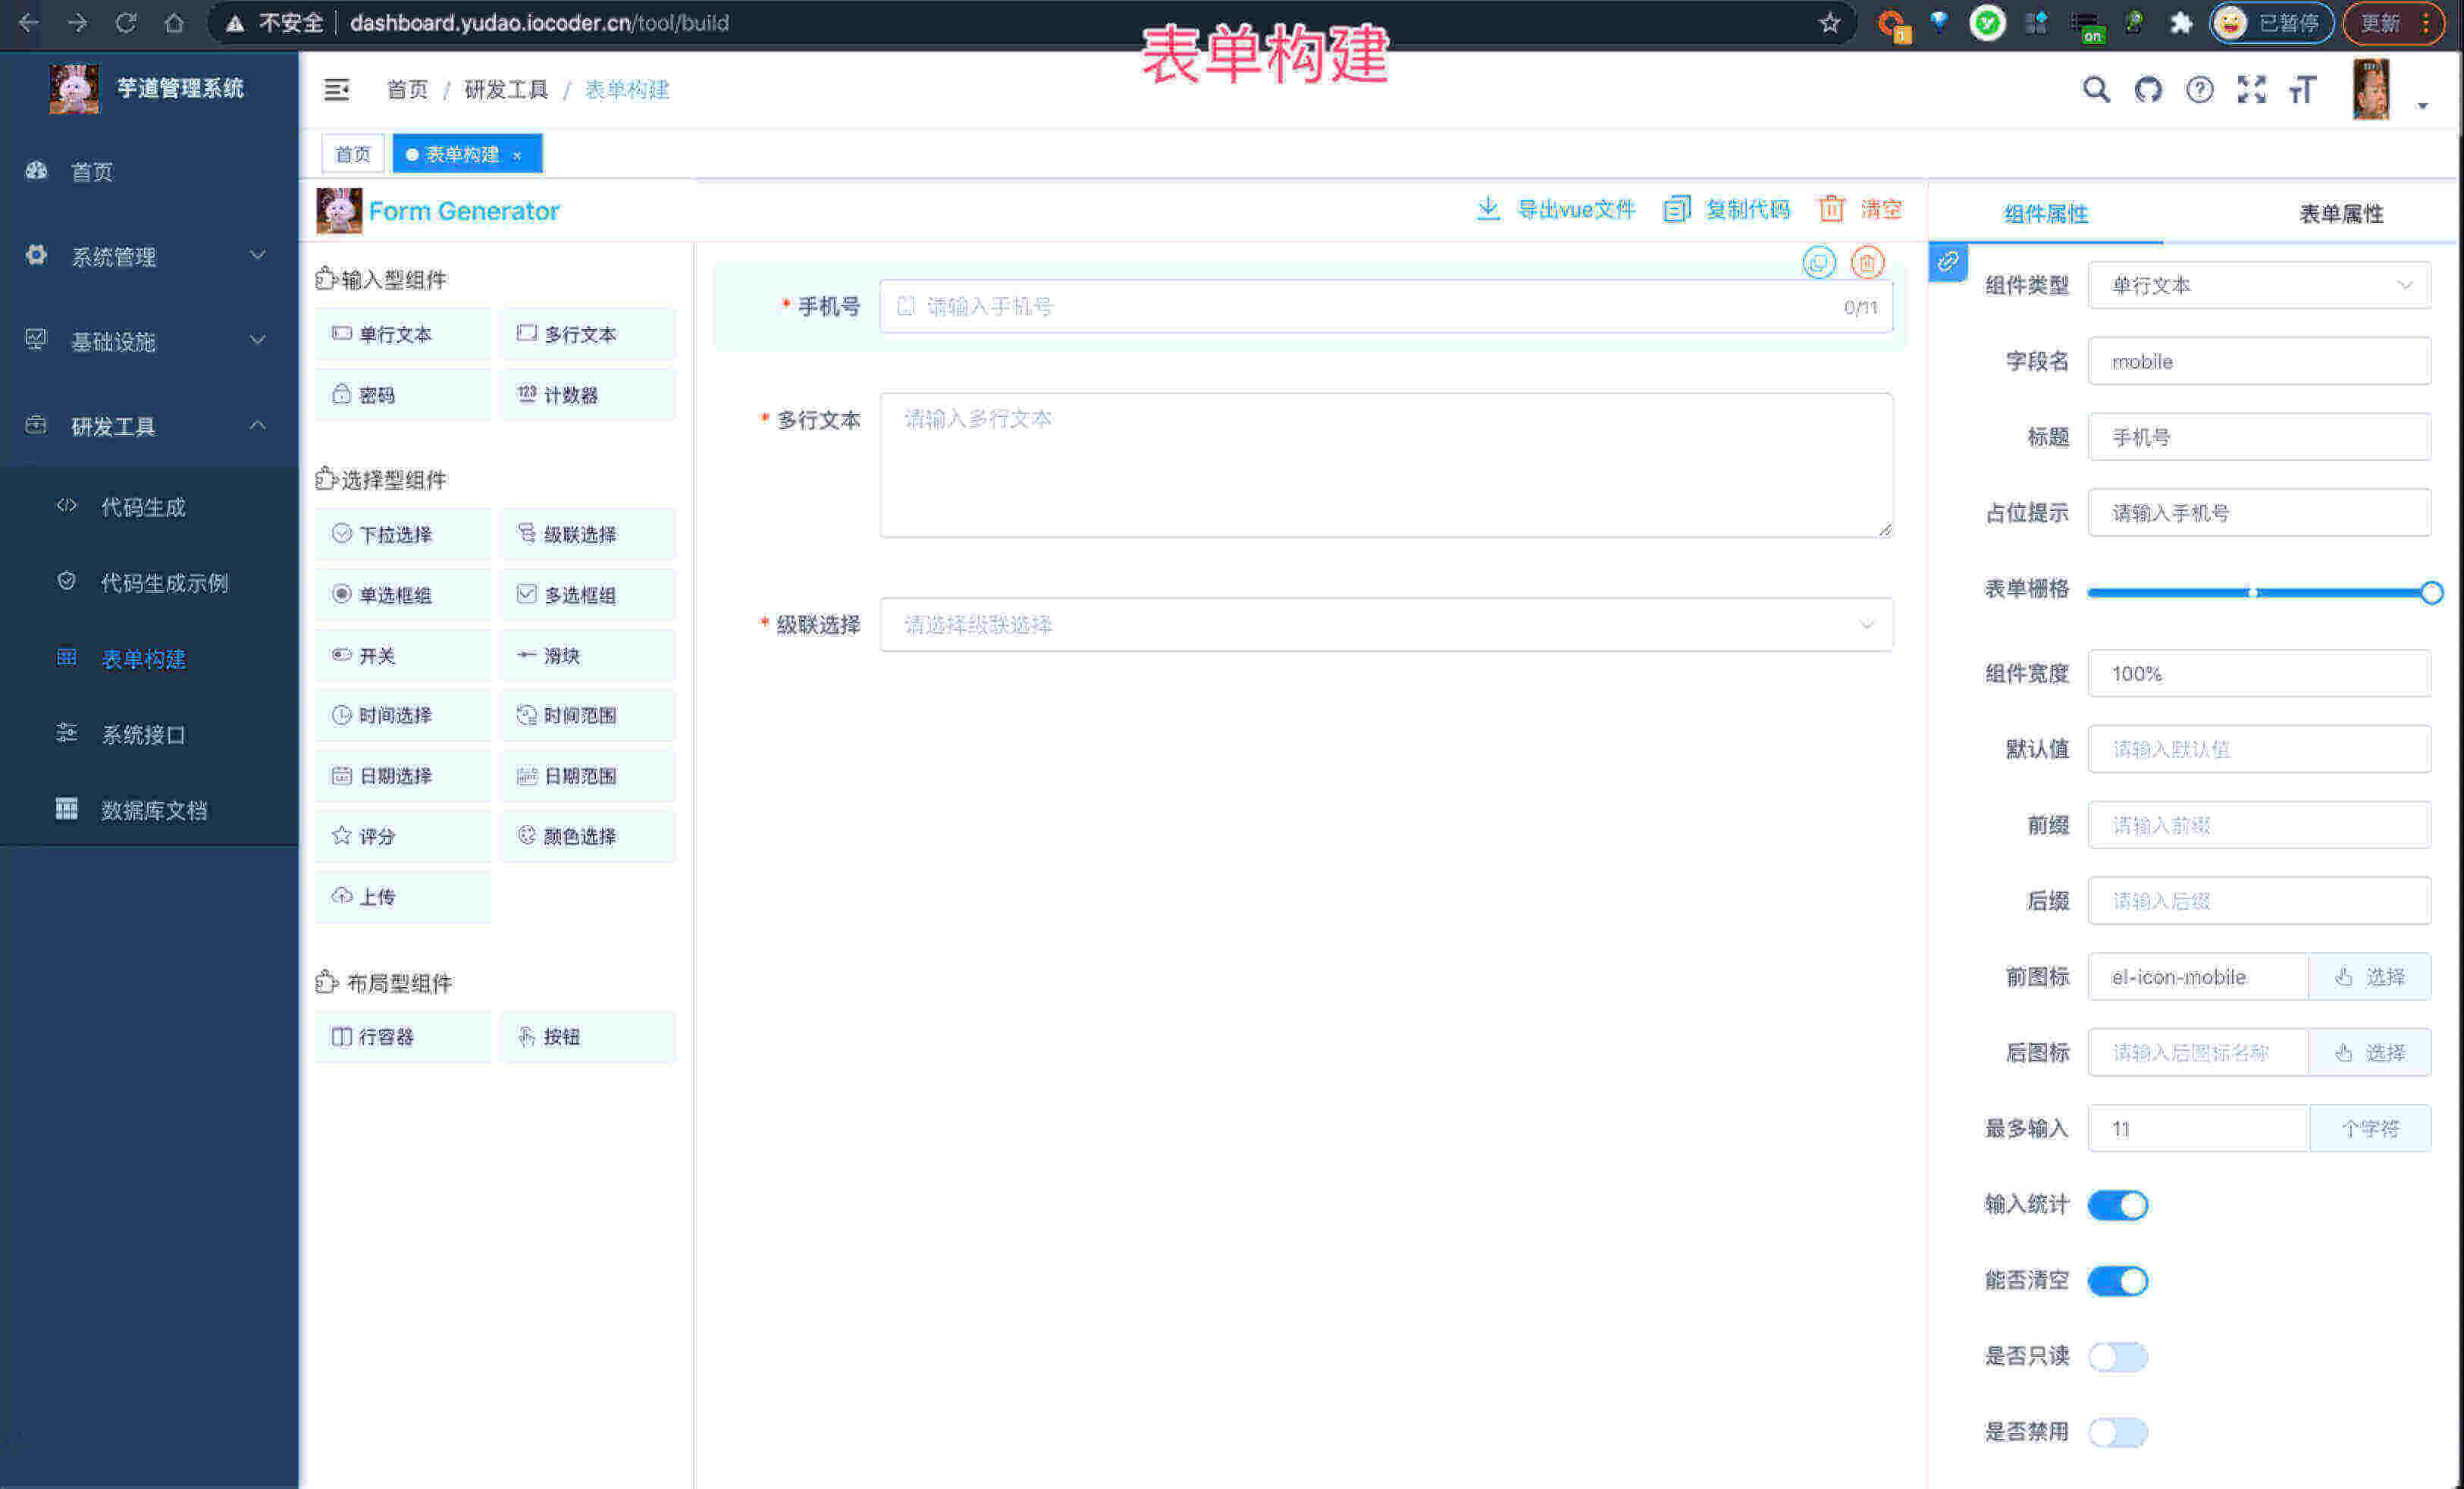 不安全 | dashboard.yudao.iocoder.cn/tool/build
已暂停
更新
表单构建
on
1
芋道管理系统
首页
系统管理
基础设施
研发工具
代码生成
代码生成示例
表单构建
系统接口
数据库文档
首页 / 研发工具 / 表单构建
首页
表单构建 ×
Form Generator
导出vue文件
复制代码
清空
输入型组件
单行文本
多行文本
密码
123 计数器
选择型组件
下拉选择
级联选择
单选框组
多选框组
开关
滑块
时间选择
时间范围
日期选择
日期范围
评分
颜色选择
上传
布局型组件
行容器
按钮
* 手机号
请输入手机号
0/11
* 多行文本
请输入多行文本
* 级联选择
请选择级联选择
组件属性
表单属性
组件类型
单行文本
字段名
mobile
标题
手机号
占位提示
请输入手机号
表单栅格
组件宽度
100%
默认值
请输入默认值
前缀
请输入前缀
后缀
请输入后缀
前图标
el-icon-mobile
选择
后图标
请输入后图标名称
选择
最多输入
11
个字符
输入统计
能否清空
是否只读
是否禁用